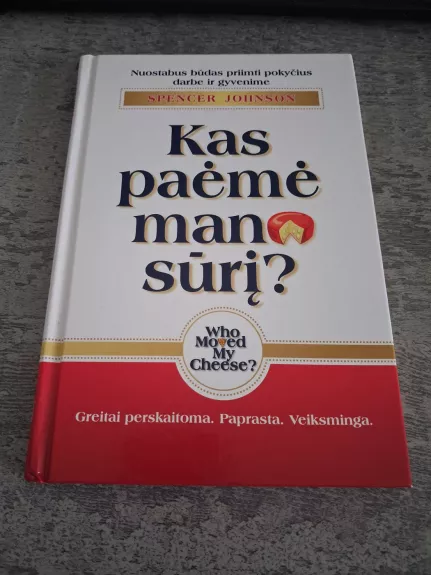 Nuostabus būdas priimti pokyčius
darbe ir gyvenime
SPENCER JOHNSON
Kas
paėmė
mano
sūrį?
Who
Moved
My
Cheese?
Greitai perskaitoma. Paprasta. Veiksminga.